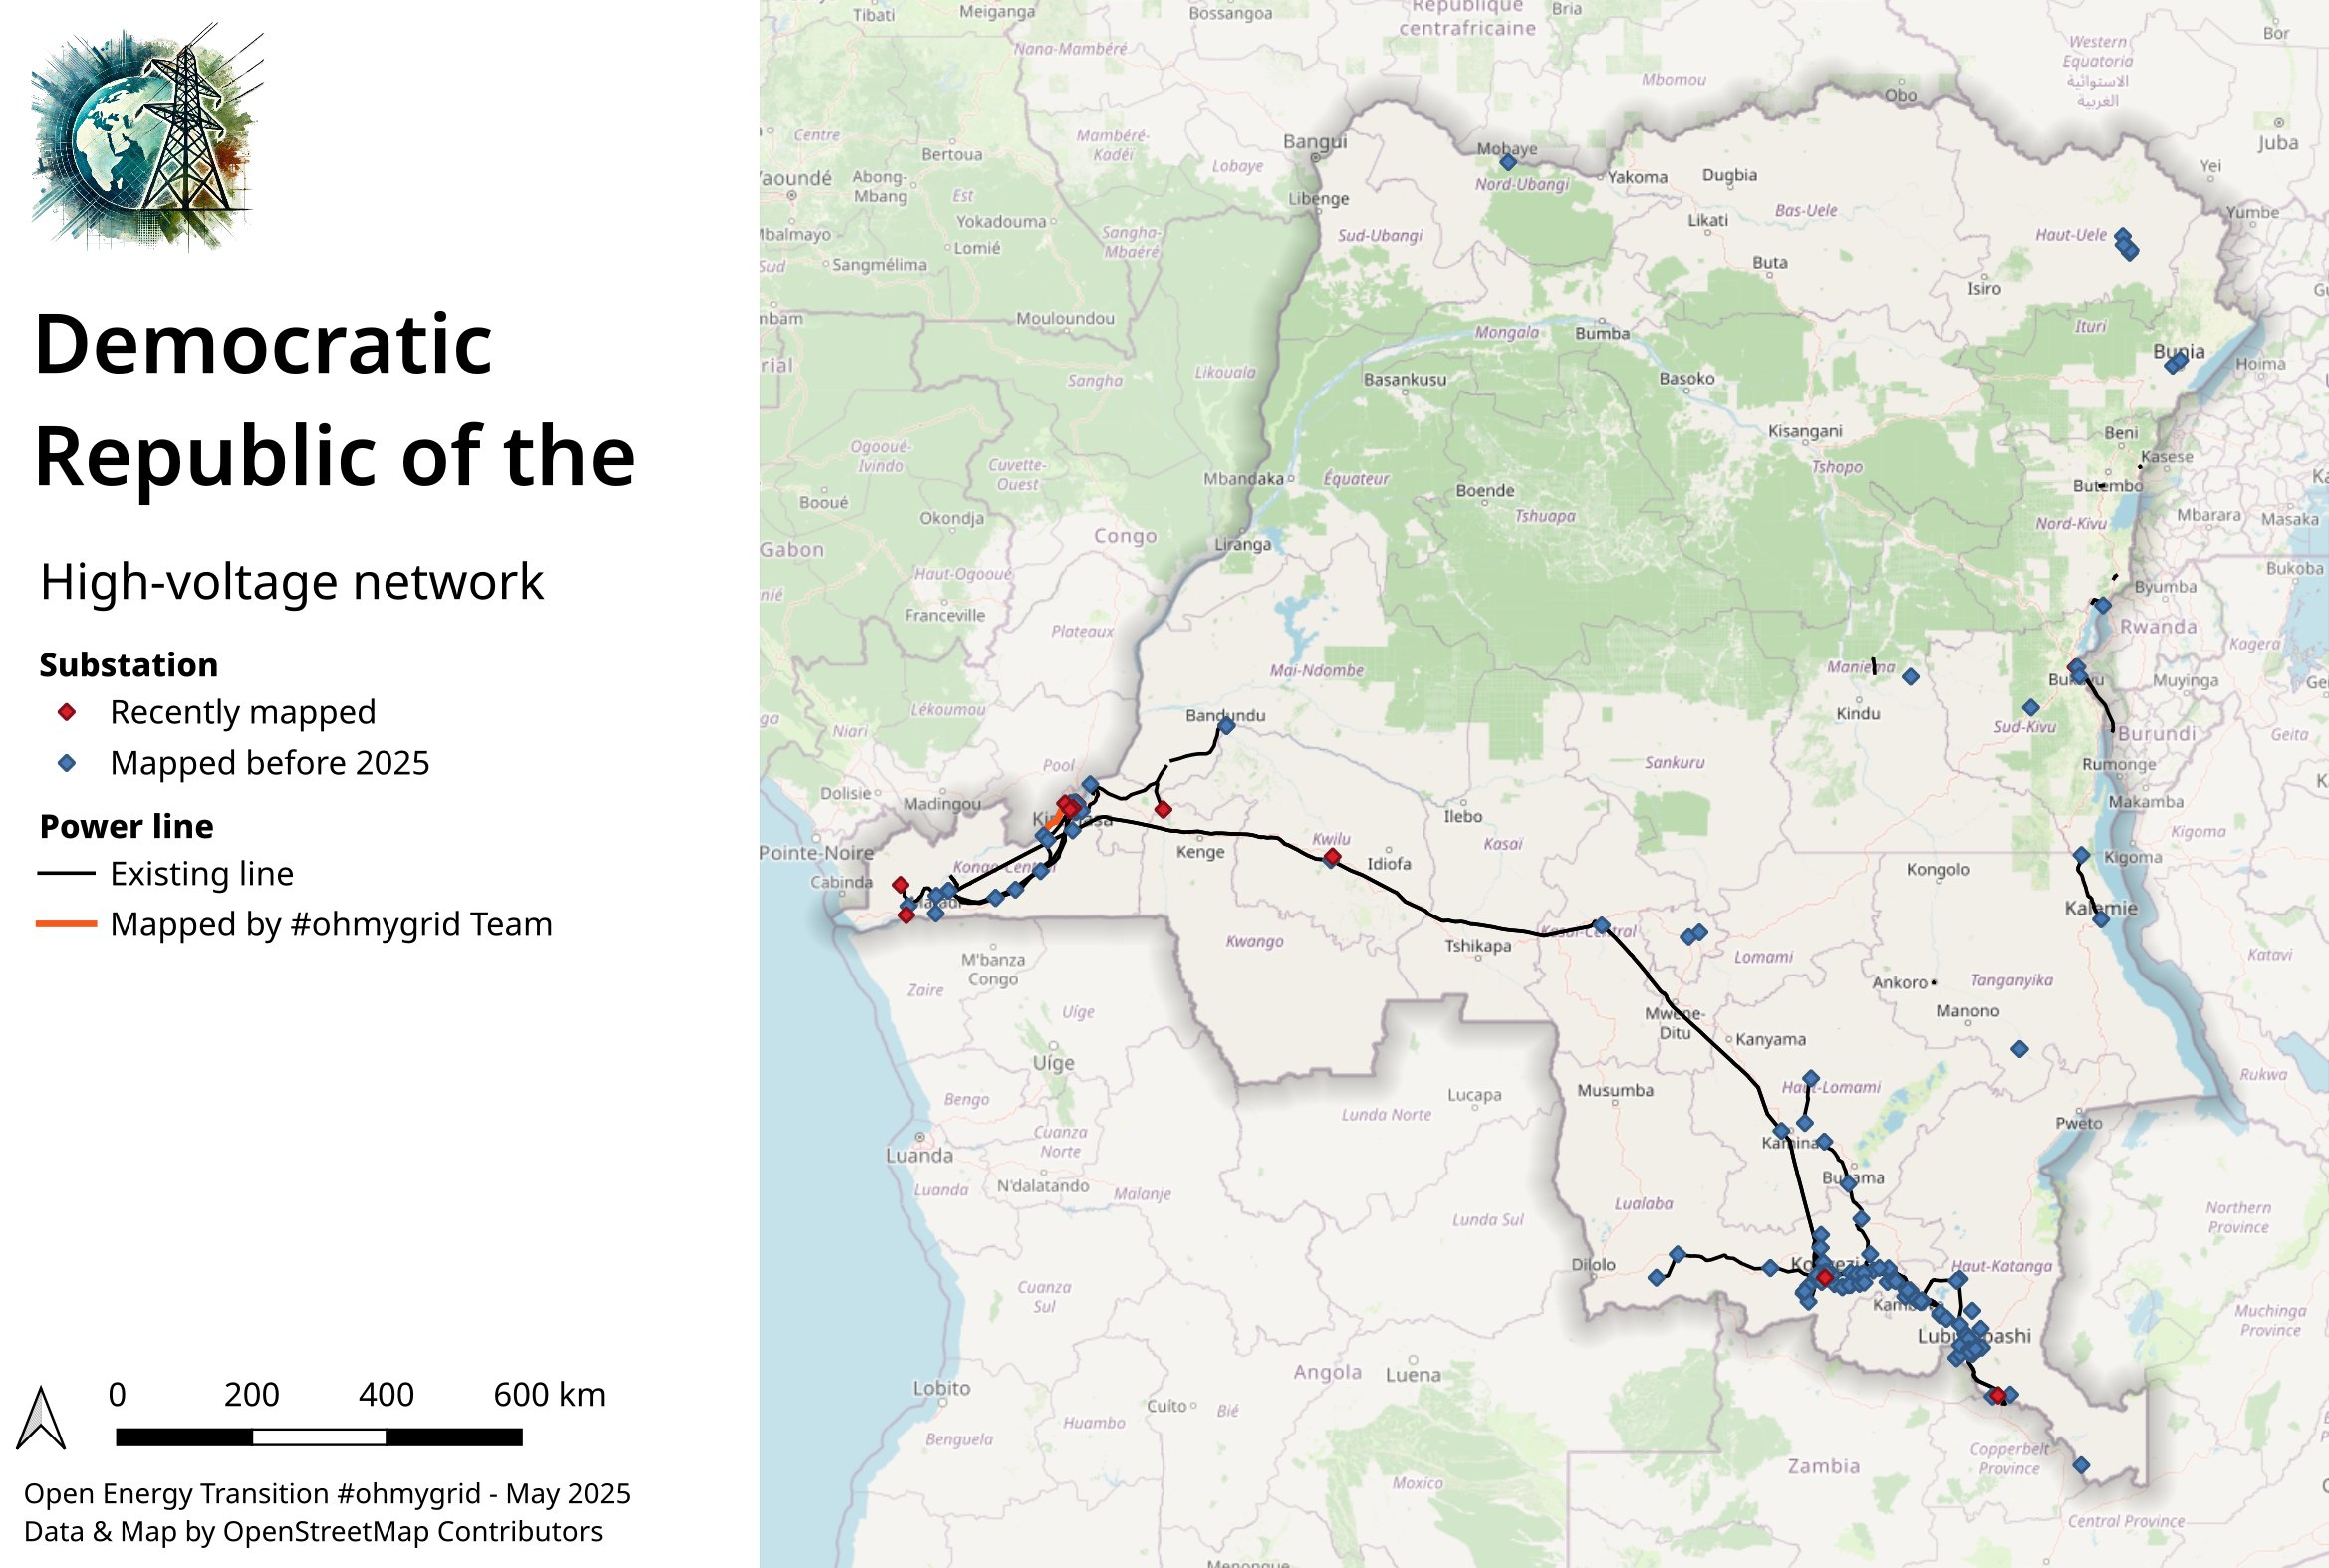 Democratic
Republic of the
High-voltage network
Substation
Recently mapped
Mapped before 2025
Power line
Existing line
Mapped by #ohmygrid Team
0 200 400 600 km
Open Energy Transition #ohmygrid - May 2025
Data & Map by OpenStreetMap Contributors
Tibati
Meiganga
Bossangoa
République
centrafricaine
Bria
Bor
Nana-Mambéré
Mbomou
Western
Equatoria
الاستوائية
الغربية
Obo
Centre
Mambéré-
Kadéï
Bangui
Mobaye
Juba
Bertoua
Lobaye
Yei
Yaoundé
Abong-
Mbang
Est
Nord-Ubangi
Yakoma
Dugbia
Libenge
Yumbe
Yokadouma
Likati
Bas-Uele
Mbalmayo
Sangha-
Mbaéré
Sud-Ubangi
Haut-Uele
Lomié
Sud
Sangmélima
Buta
Isiro
Mouloundou
Mongala
Bumba
Ituri
Bunia
Hoima
Likouala
Sangha
Basankusu
Basoko
Kisangani
Beni
Ogooué-
Ivindo
Cuvette-
Ouest
Kasese
Tshopo
Mbandaka
Équateur
Boende
Butembo
Booué
Okondja
Tshuapa
Nord-Kivu
Mbarara
Masaka
Congo
Liranga
Gabon
Haut-Ogooué
Bukoba
Byumba
Franceville
Plateaux
Rwanda
Kagera
Mai-Ndombe
Maniema
Bukavu
Muyinga
Lékoumou
Bandundu
Kindu
Sud-Kivu
Niari
Burundi
Geita
Pool
Sankuru
Rumonge
Dolisie
Madingou
Makamba
Kinshasa
Ilebo
Kigoma
Kwilu
Kasaï
Pointe-Noire
Kenge
Idiofa
Kigoma
Kongo-Central
Kongolo
Cabinda
Matadi
Kalemie
Kwango
Kasaï-Central
Tshikapa
Lomami
Katavi
M'banza
Congo
Ankoro
Tanganyika
Zaire
Uíge
Manono
Mwene-
Ditu
Kanyama
Uíge
Rukwa
Musumba
Haut-Lomami
Bengo
Lucapa
Lunda Norte
Pweto
Cuanza
Norte
Kamina
Luanda
Bukama
N'dalatando
Luanda
Malanje
Lualaba
Northern
Province
Lunda Sul
Dilolo
Kolwezi
Haut-Katanga
Cuanza
Sul
Kambove
Muchinga
Province
Lubumbashi
Angola
Luena
Lobito
Cuíto
Bié
Huambo
Benguela
Copperbelt
Province
Zambia
Moxico
Central Province
Menongue